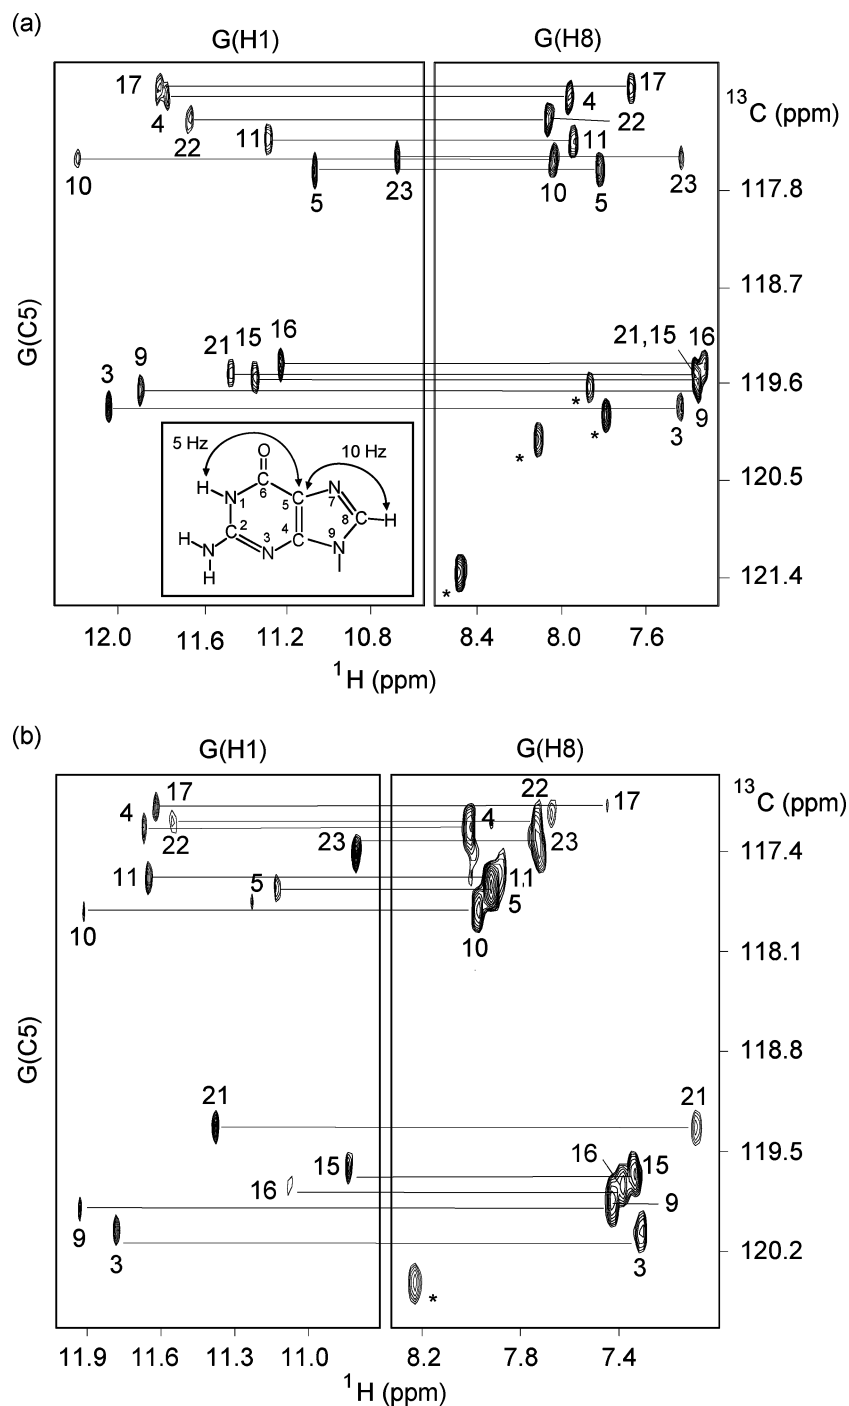 (a)
G(H1) G(H8)
17 17
4 4
¹³C (ppm)
22 22
11 11
10 5 23 10 5 23
117.8
118.7
G(C5)
21 15 16 21,15 16
3 9
119.6
* * 3 9
*
120.5
5 Hz O 10 Hz
H N 1 C 6 C 5 N 7
C 8 H
C 2 N 3 C 4 N 9
H N
H
121.4
*
12.0 11.6 11.2 10.8 8.4 8.0 7.6
¹H (ppm)
(b)
G(H1) G(H8)
17 22 17
¹³C (ppm)
4 4
22 23 23
117.4
11 5 11
5
10 10
118.1
G(C5)
118.8
21 21
119.5
15 16 15
16
9 9
3 3
120.2
*
11.9 11.6 11.3 11.0 8.2 7.8 7.4
¹H (ppm)